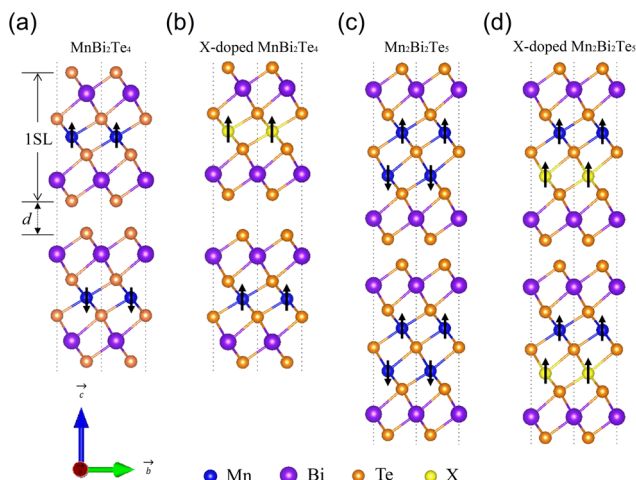 (a) (b) (c) (d)
MnBi₂Te₄ X-doped MnBi₂Te₄ Mn₂Bi₂Te₅ X-doped Mn₂Bi₂Te₅
1SL
d
c
b
Mn Bi Te X